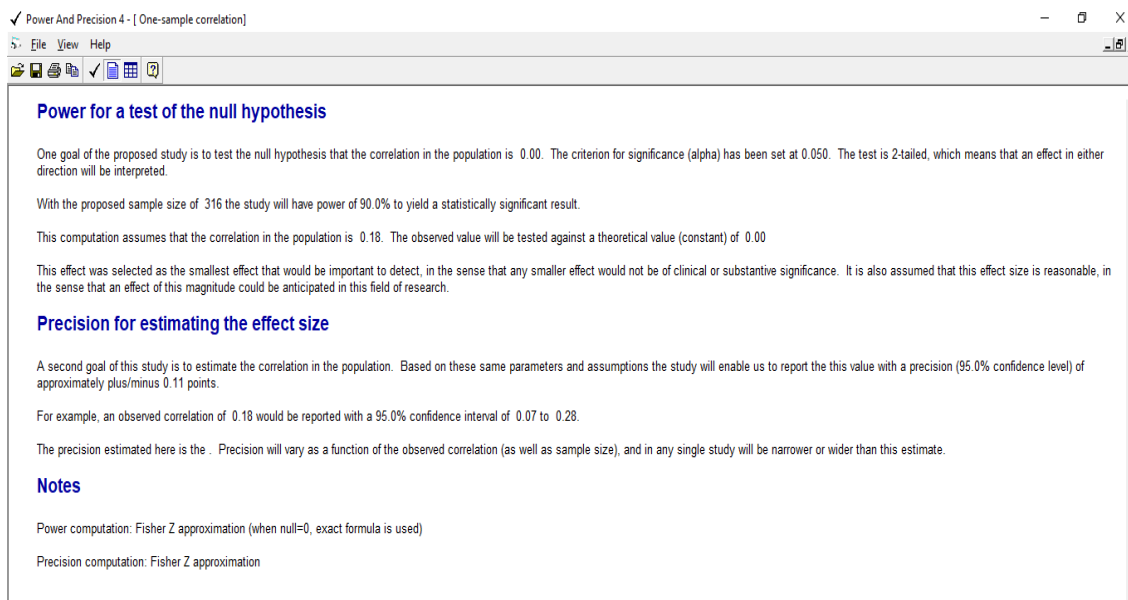 Power And Precision 4 - [ One-sample correlation]
File View Help
Power for a test of the null hypothesis
One goal of the proposed study is to test the null hypothesis that the correlation in the population is 0.00. The criterion for significance (alpha) has been set at 0.050. The test is 2-tailed, which means that an effect in either
direction will be interpreted.
With the proposed sample size of 316 the study will have power of 90.0% to yield a statistically significant result.
This computation assumes that the correlation in the population is 0.18. The observed value will be tested against a theoretical value (constant) of 0.00
This effect was selected as the smallest effect that would be important to detect, in the sense that any smaller effect would not be of clinical or substantive significance. It is also assumed that this effect size is reasonable, in
the sense that an effect of this magnitude could be anticipated in this field of research.
Precision for estimating the effect size
A second goal of this study is to estimate the correlation in the population. Based on these same parameters and assumptions the study will enable us to report the this value with a precision (95.0% confidence level) of
approximately plus/minus 0.11 points.
For example, an observed correlation of 0.18 would be reported with a 95.0% confidence interval of 0.07 to 0.28.
The precision estimated here is the . Precision will vary as a function of the observed correlation (as well as sample size), and in any single study will be narrower or wider than this estimate.
Notes
Power computation: Fisher Z approximation (when null=0, exact formula is used)
Precision computation: Fisher Z approximation